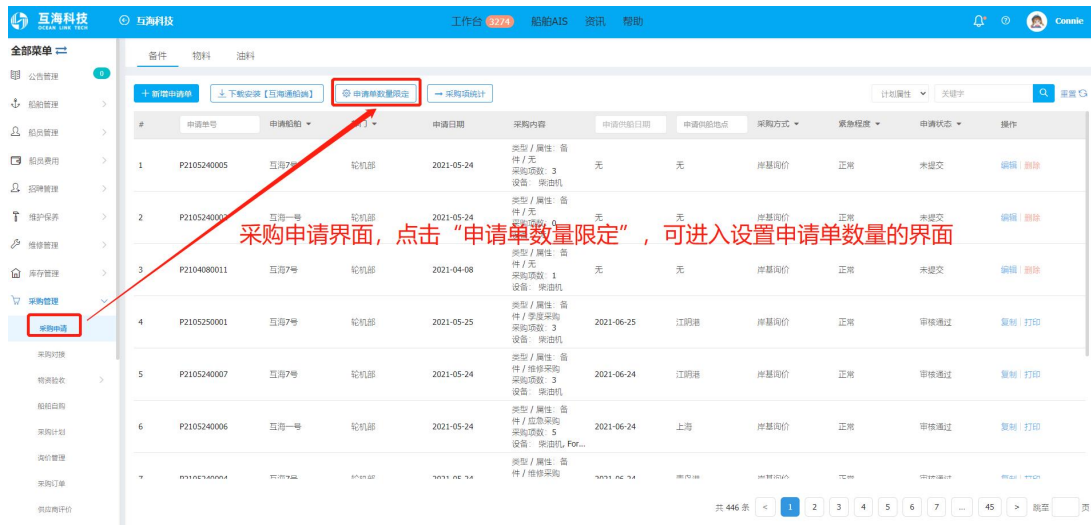 互海科技
OCEAN LINK TECH
互海科技
工作台 3274 船舶AIS 资讯 帮助
Connie
全部菜单
公告管理 0
船舶管理
船员管理
船员费用
招聘管理
维护保养
维修管理
库存管理
采购管理
采购申请
采购对接
物资验收
船舶自购
采购计划
询价管理
采购订单
供应商评价
备件 物料 油料
+ 新增申请单 下载安装【互海通船端】 申请单数量限定 采购项统计 计划属性 关键字 重置
# 申请单号 申请船舶 门 申请日期 采购内容 申请供船日期 申请供船地点 采购方式 紧急程度 申请状态 操作
1 P2105240005 互海7号 轮机部 2021-05-24 类型 / 属性: 备件 / 无 采购项数: 3 设备: 柴油机 无 无 岸基询价 正常 未提交 编辑 | 删除
2 互海一号 轮机部 2021-05-24 类型 / 属性: 备件 / 无 无 无 岸基询价 正常 未提交 编辑 | 删除
采购申请界面，点击“申请单数量限定”，可进入设置申请单数量的界面
3 P2104080011 互海7号 轮机部 2021-04-08 类型 / 属性: 备件 / 无 采购项数: 1 设备: 柴油机 无 无 岸基询价 正常 未提交 编辑 | 删除
4 P2105250001 互海7号 轮机部 2021-05-25 类型 / 属性: 备件 / 季度采购 采购项数: 3 设备: 柴油机 2021-06-25 江阴港 岸基询价 正常 审核通过 复制 | 打印
5 P2105240007 互海7号 轮机部 2021-05-24 类型 / 属性: 备件 / 维修采购 采购项数: 3 设备: 柴油机 2021-06-24 江阴港 岸基询价 正常 审核通过 复制 | 打印
6 P2105240006 互海一号 轮机部 2021-05-24 类型 / 属性: 备件 / 应急采购 采购项数: 5 设备: 柴油机, For... 2021-06-24 上海 岸基询价 正常 审核通过 复制 | 打印
类型 / 属性: 备件 / 维修采购
共 446 条 < 1 2 3 4 5 6 7 ... 45 > 跳至 页